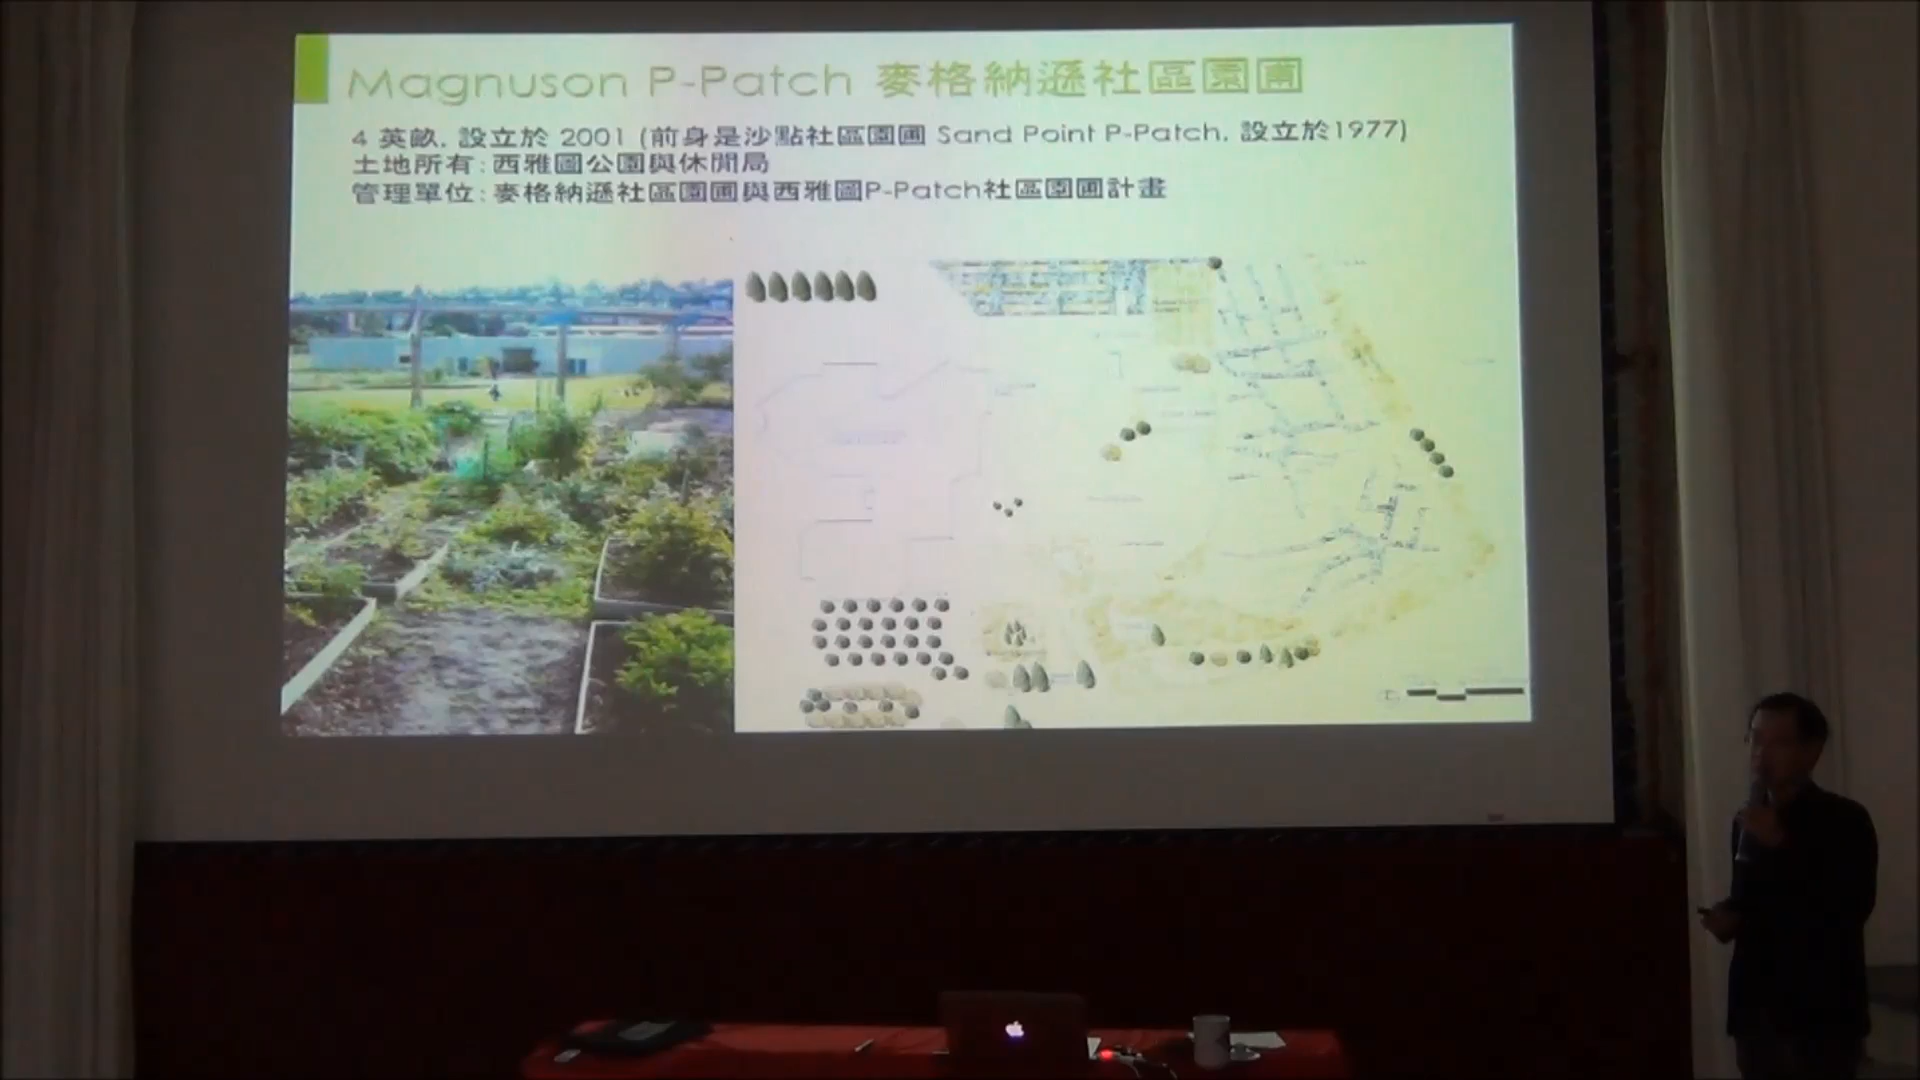 Magnuson P-Patch 麥格納遜社區園圃
4 英畝, 設立於 2001 (前身是沙點社區園圃 Sand Point P-Patch, 設立於1977)
土地所有: 西雅圖公園與休閒局
管理單位: 麥格納遜社區園圃與西雅圖P-Patch社區園圃計畫